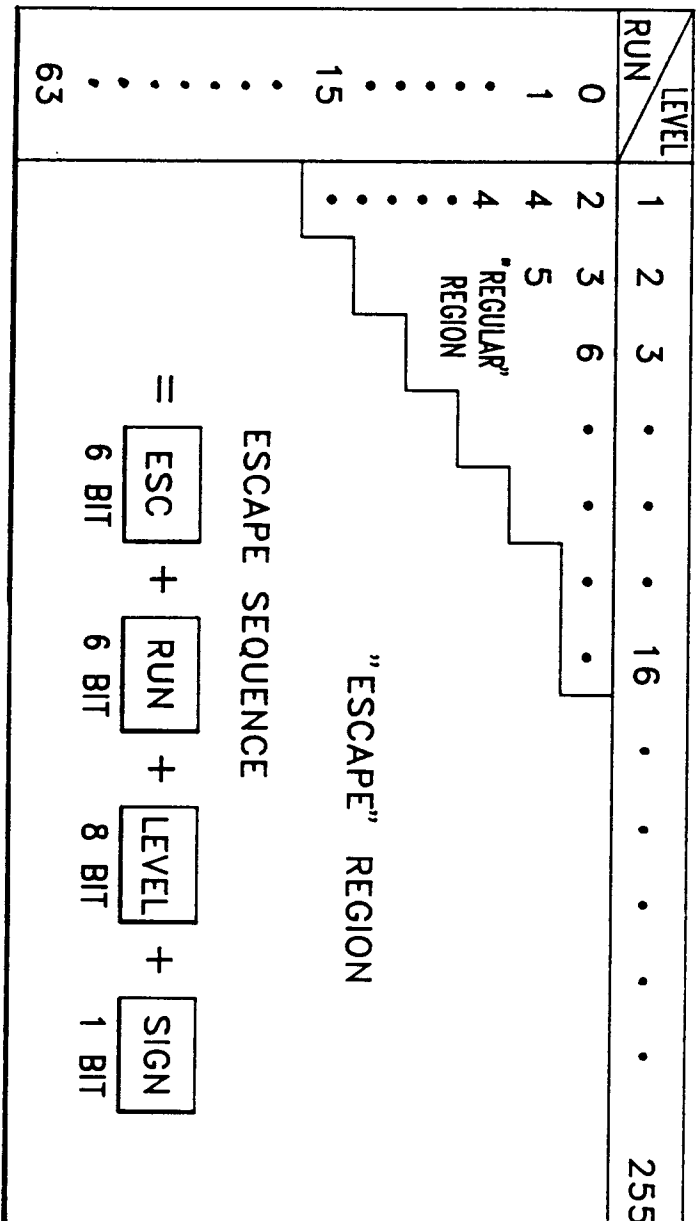 LEVEL
RUN
1 2 3 . . . 16 . . . . . 255
0 2 3 6 . . . .
1 4 5
. . . . . 4 . . . . .
"REGULAR"
REGION
15
. . . . . . .
63
"ESCAPE" REGION
ESCAPE SEQUENCE
= ESC + RUN + LEVEL + SIGN
6 BIT 6 BIT 8 BIT 1 BIT